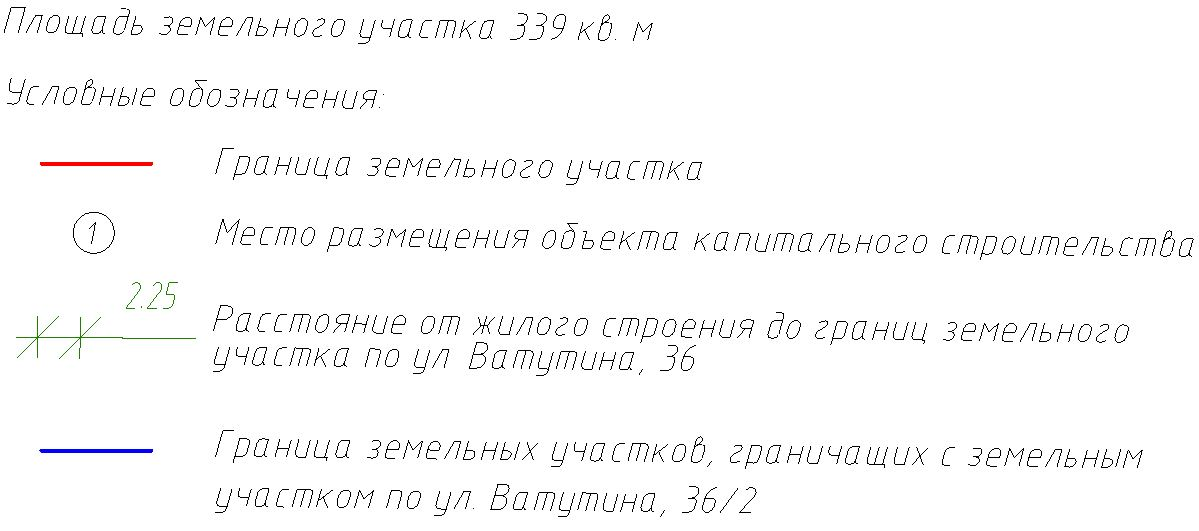 Площадь земельного участка 339 кв. м
Условные обозначения:
Граница земельного участка
1
Место размещения объекта капитального строительства
2.25
Расстояние от жилого строения до границ земельного
участка по ул Ватутина, 36
Граница земельных участков, граничащих с земельным
участком по ул. Ватутина, 36/2